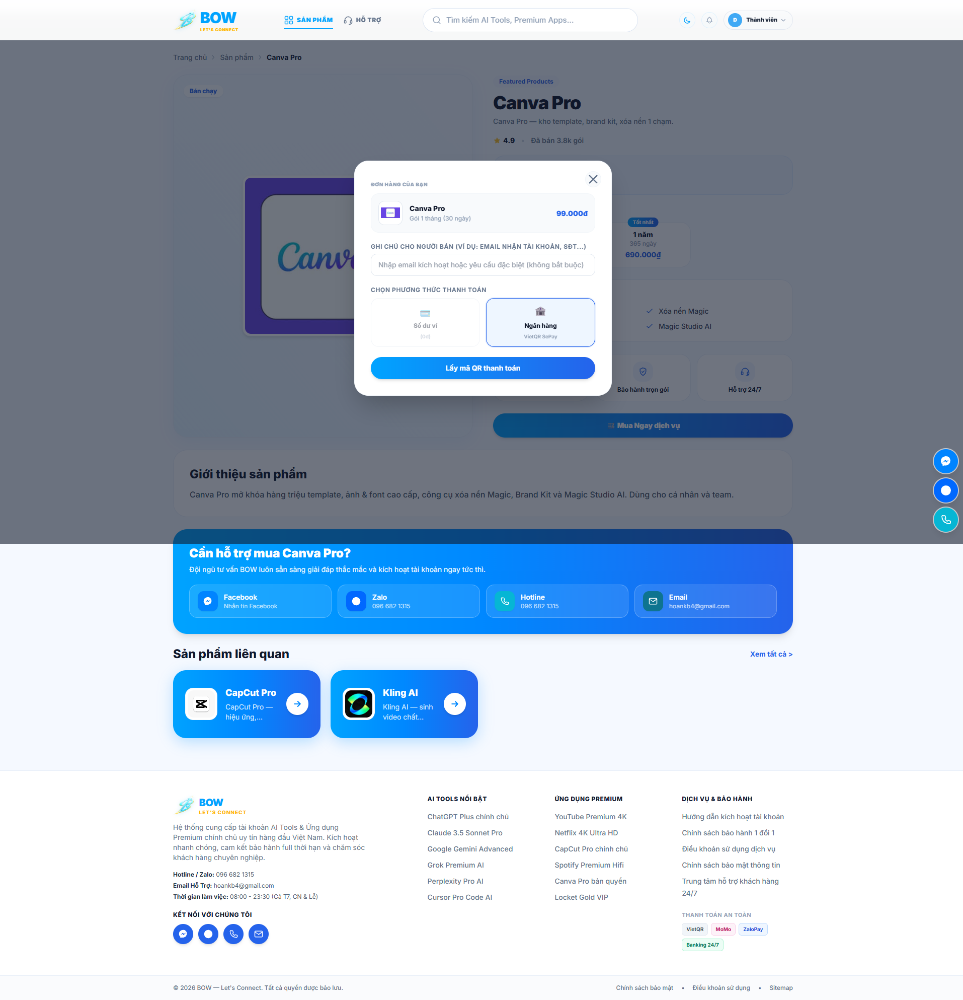 BOW
LET'S CONNECT
SẢN PHẨM
HỖ TRỢ
Tìm kiếm AI Tools, Premium Apps...
D
Thành viên
Trang chủ > Sản phẩm > Canva Pro
Bán chạy
Featured Products
Canva Pro
Canva Pro — kho template, brand kit, xóa nền 1 chạm.
4.9 • Đã bán 3.8k gói
ĐƠN HÀNG CỦA BẠN
Canva Pro
Gói 1 tháng (30 ngày)
99.000đ
GHI CHÚ CHO NGƯỜI BÁN (VÍ DỤ: EMAIL NHẬN TÀI KHOẢN, SĐT...)
Nhập email kích hoạt hoặc yêu cầu đặc biệt (không bắt buộc)
CHỌN PHƯƠNG THỨC THANH TOÁN
Số dư ví
(0đ)
Ngân hàng
VietQR SePay
Lấy mã QR thanh toán
Tốt nhất
1 năm
365 ngày
690.000₫
Xóa nền Magic
Magic Studio AI
Bảo hành trọn gói
Hỗ trợ 24/7
Mua Ngay dịch vụ
Giới thiệu sản phẩm
Canva Pro mở khóa hàng triệu template, ảnh & font cao cấp, công cụ xóa nền Magic, Brand Kit và Magic Studio AI. Dùng cho cá nhân và team.
Cần hỗ trợ mua Canva Pro?
Đội ngũ tư vấn BOW luôn sẵn sàng giải đáp thắc mắc và kích hoạt tài khoản ngay tức thì.
Facebook
Nhắn tin Facebook
Zalo
096 682 1315
Hotline
096 682 1315
Email
hoankb4@gmail.com
Sản phẩm liên quan
Xem tất cả >
CapCut Pro
CapCut Pro —
hiệu ứng,...
Kling AI
Kling AI — sinh
video chất...
BOW
LET'S CONNECT
Hệ thống cung cấp tài khoản AI Tools & Ứng dụng
Premium chính chủ uy tín hàng đầu Việt Nam. Kích hoạt
nhanh chóng, cam kết bảo hành full thời hạn và chăm sóc
khách hàng chuyên nghiệp.
Hotline / Zalo: 096 682 1315
Email Hỗ Trợ: hoankb4@gmail.com
Thời gian làm việc: 08:00 - 23:30 (Cả T7, CN & Lễ)
KẾT NỐI VỚI CHÚNG TÔI
AI TOOLS NỔI BẬT
ChatGPT Plus chính chủ
Claude 3.5 Sonnet Pro
Google Gemini Advanced
Grok Premium AI
Perplexity Pro AI
Cursor Pro Code AI
ỨNG DỤNG PREMIUM
YouTube Premium 4K
Netflix 4K Ultra HD
CapCut Pro chính chủ
Spotify Premium Hifi
Canva Pro bản quyền
Locket Gold VIP
DỊCH VỤ & BẢO HÀNH
Hướng dẫn kích hoạt tài khoản
Chính sách bảo hành 1 đổi 1
Điều khoản sử dụng dịch vụ
Chính sách bảo mật thông tin
Trung tâm hỗ trợ khách hàng
24/7
THANH TOÁN AN TOÀN
VietQR
MoMo
ZaloPay
Banking 24/7
© 2026 BOW — Let's Connect. Tất cả quyền được bảo lưu.
Chính sách bảo mật • Điều khoản sử dụng • Sitemap